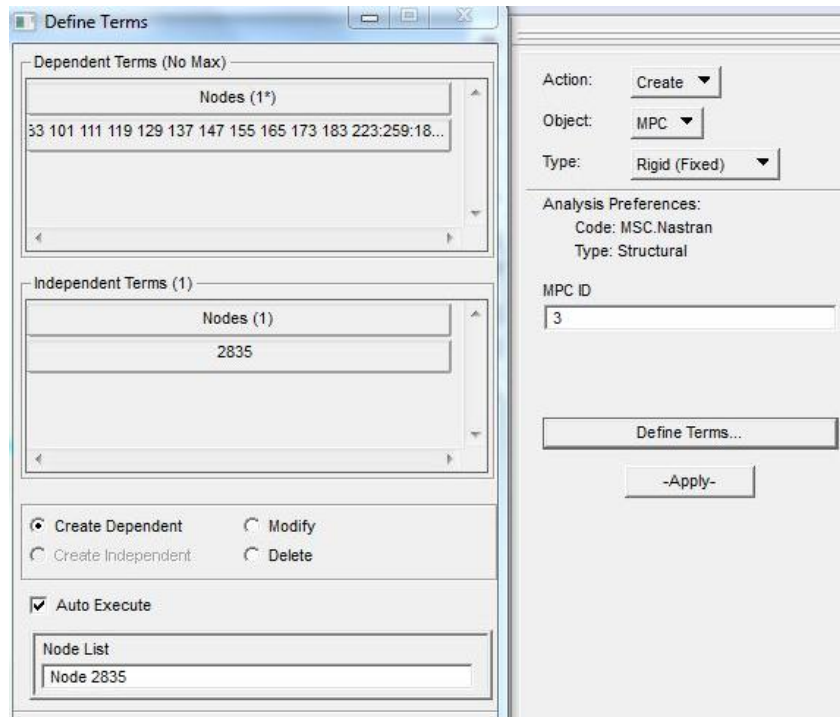 Define Terms
Dependent Terms (No Max)
Nodes (1*)
53 101 111 119 129 137 147 155 165 173 183 223:259:18...
Independent Terms (1)
Nodes (1)
2835
Create Dependent
Modify
Create Independent
Delete
Auto Execute
Node List
Node 2835
Action:
Create
Object:
MPC
Type:
Rigid (Fixed)
Analysis Preferences:
Code: MSC.Nastran
Type: Structural
MPC ID
3
Define Terms...
-Apply-